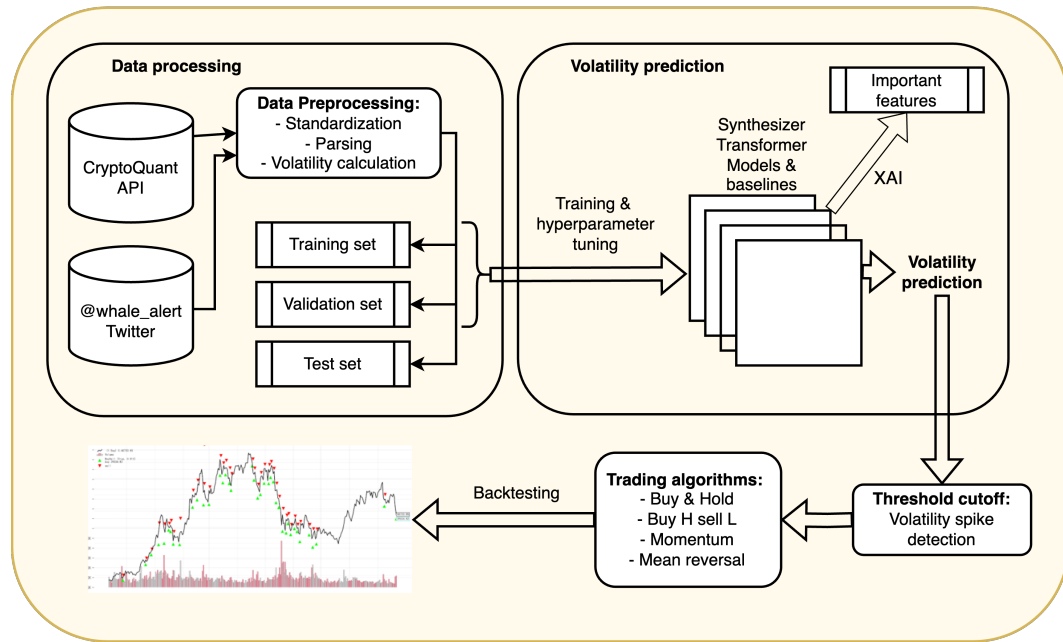 Data processing
CryptoQuant
API
@whale_alert
Twitter
Data Preprocessing:
- Standardization
- Parsing
- Volatility calculation
Training set
Validation set
Test set
Volatility prediction
Training &
hyperparameter
tuning
Synthesizer
Transformer
Models &
baselines
Important
features
XAI
Volatility
prediction
Threshold cutoff:
Volatility spike
detection
Trading algorithms:
- Buy & Hold
- Buy H sell L
- Momentum
- Mean reversal
Backtesting